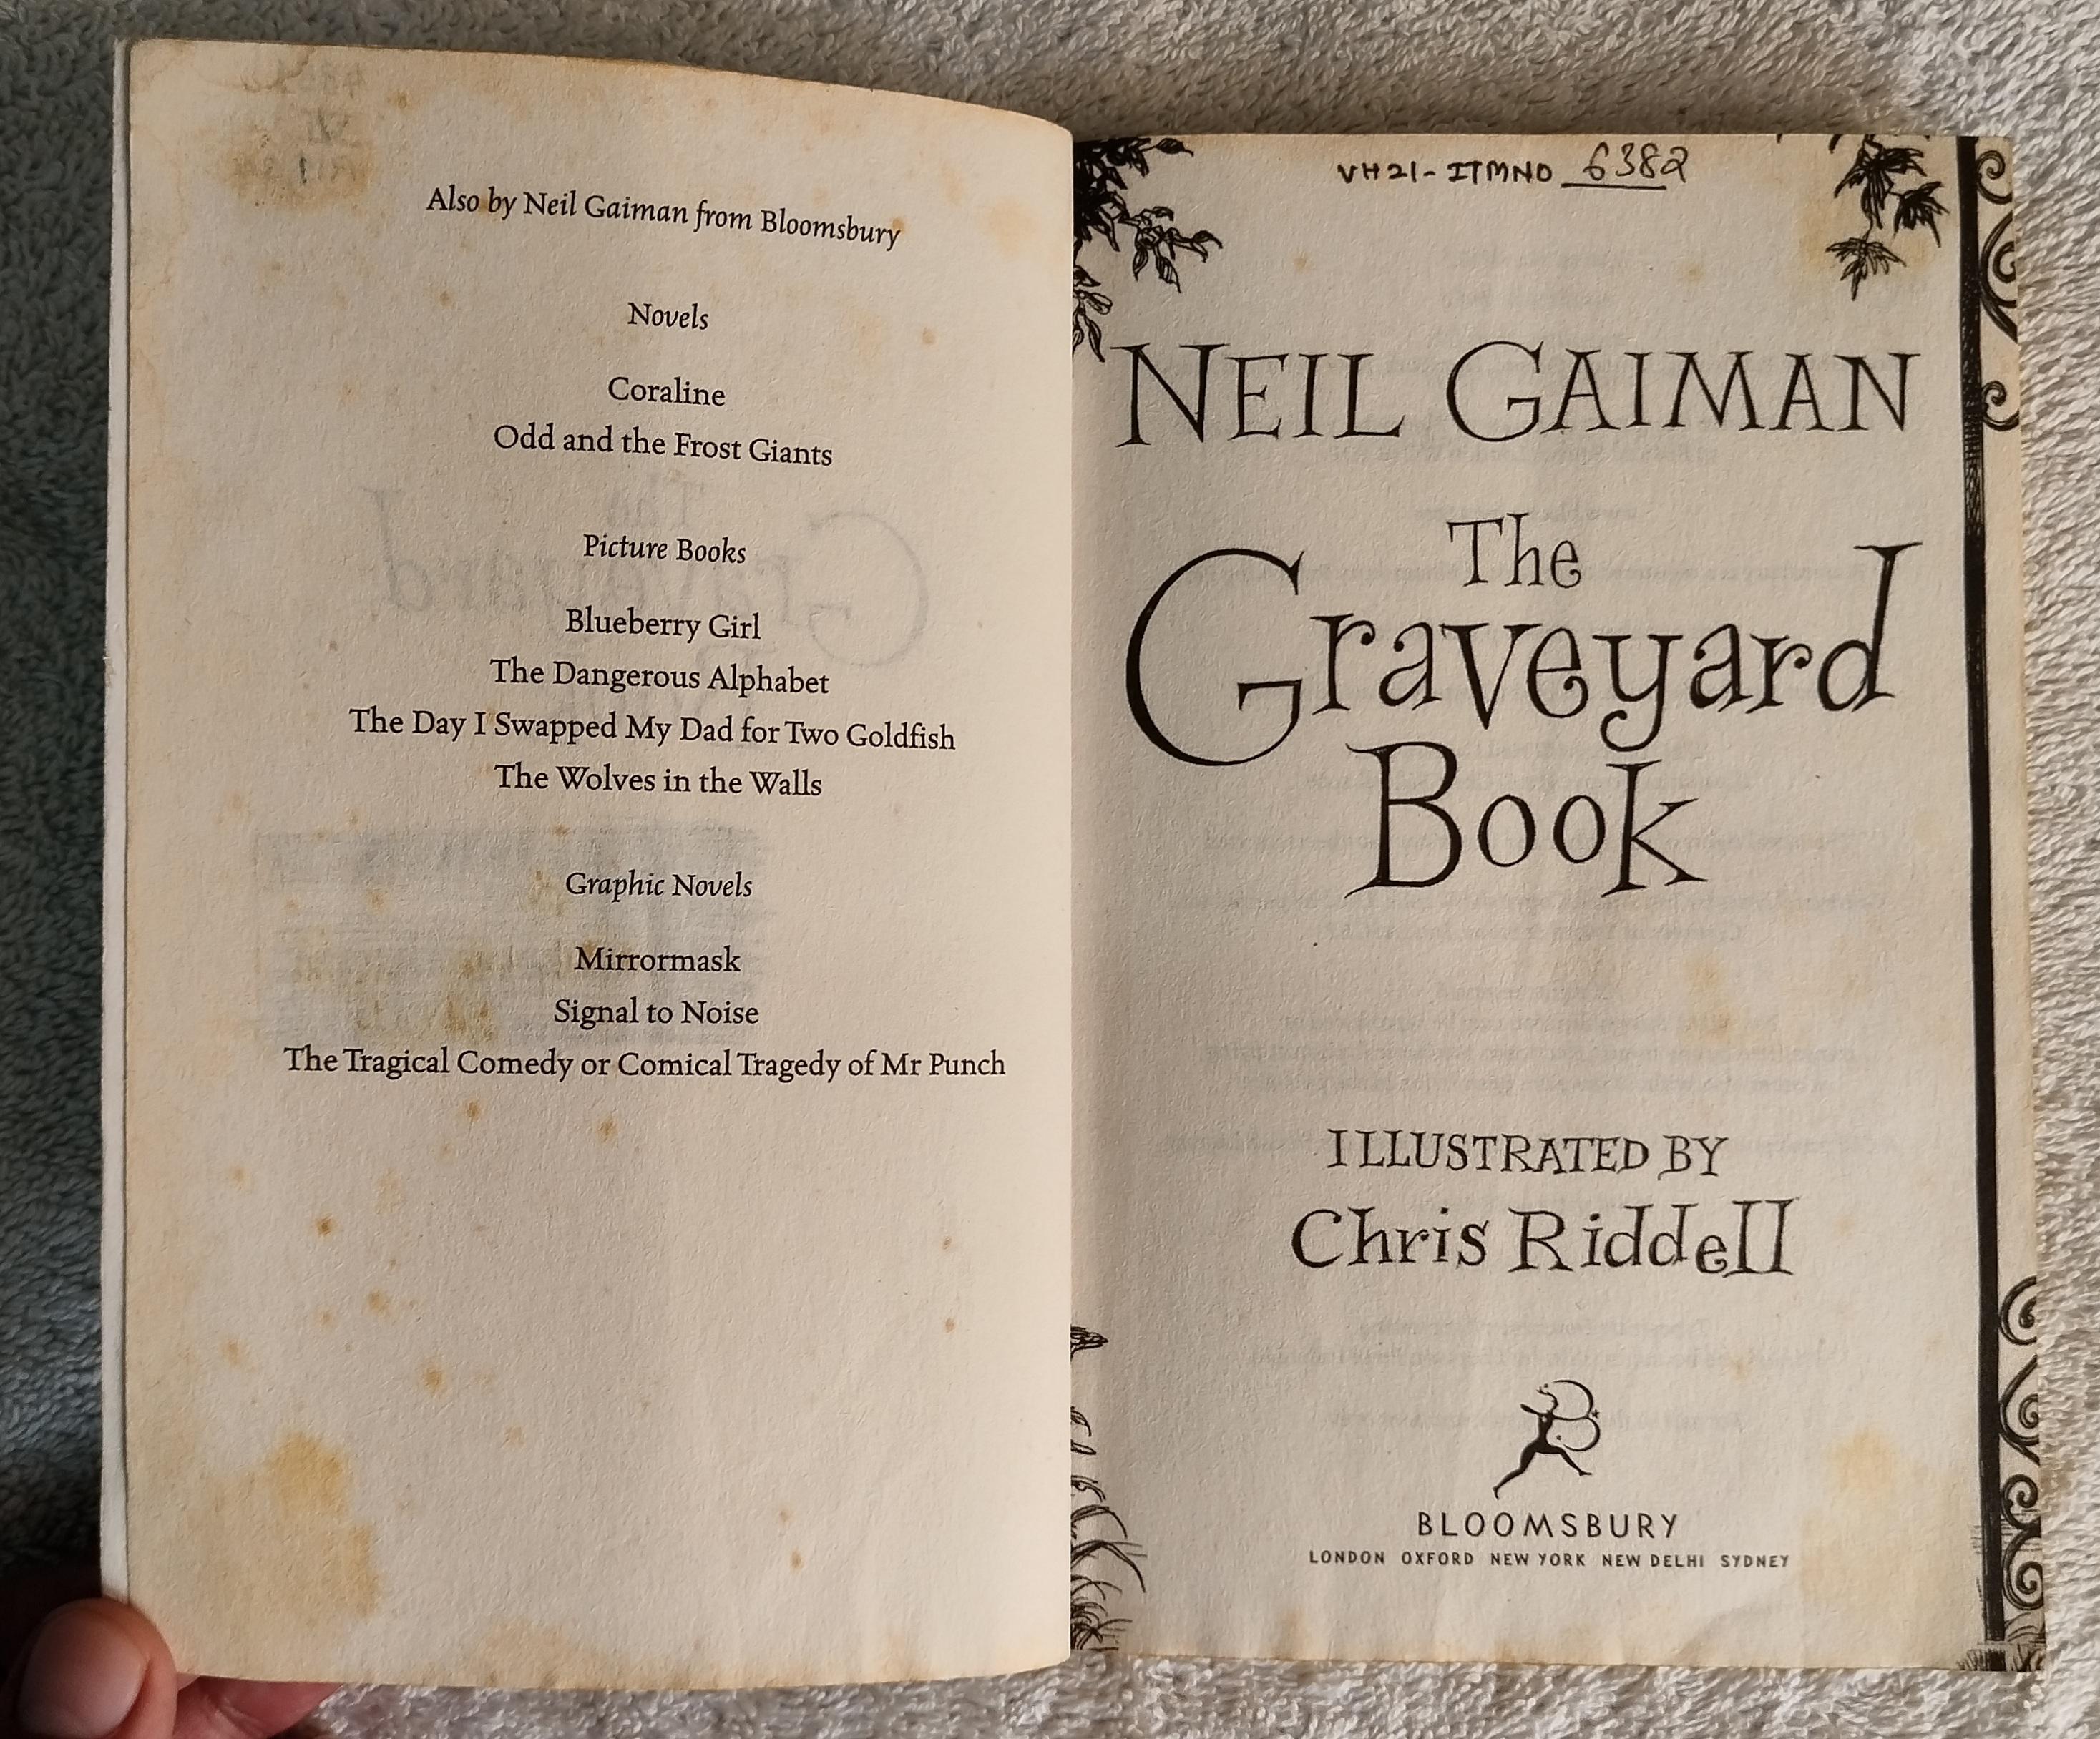 Also by Neil Gaiman from Bloomsbury
Novels
Coraline
Odd and the Frost Giants
Picture Books
Blueberry Girl
The Dangerous Alphabet
The Day I Swapped My Dad for Two Goldfish
The Wolves in the Walls
Graphic Novels
Mirrormask
Signal to Noise
The Tragical Comedy or Comical Tragedy of Mr Punch
VH21-ITMNO 6382
NEIL GAIMAN
The
Graveyard
Book
ILLUSTRATED BY
Chris Riddell
BLOOMSBURY
LONDON OXFORD NEW YORK NEW DELHI SYDNEY